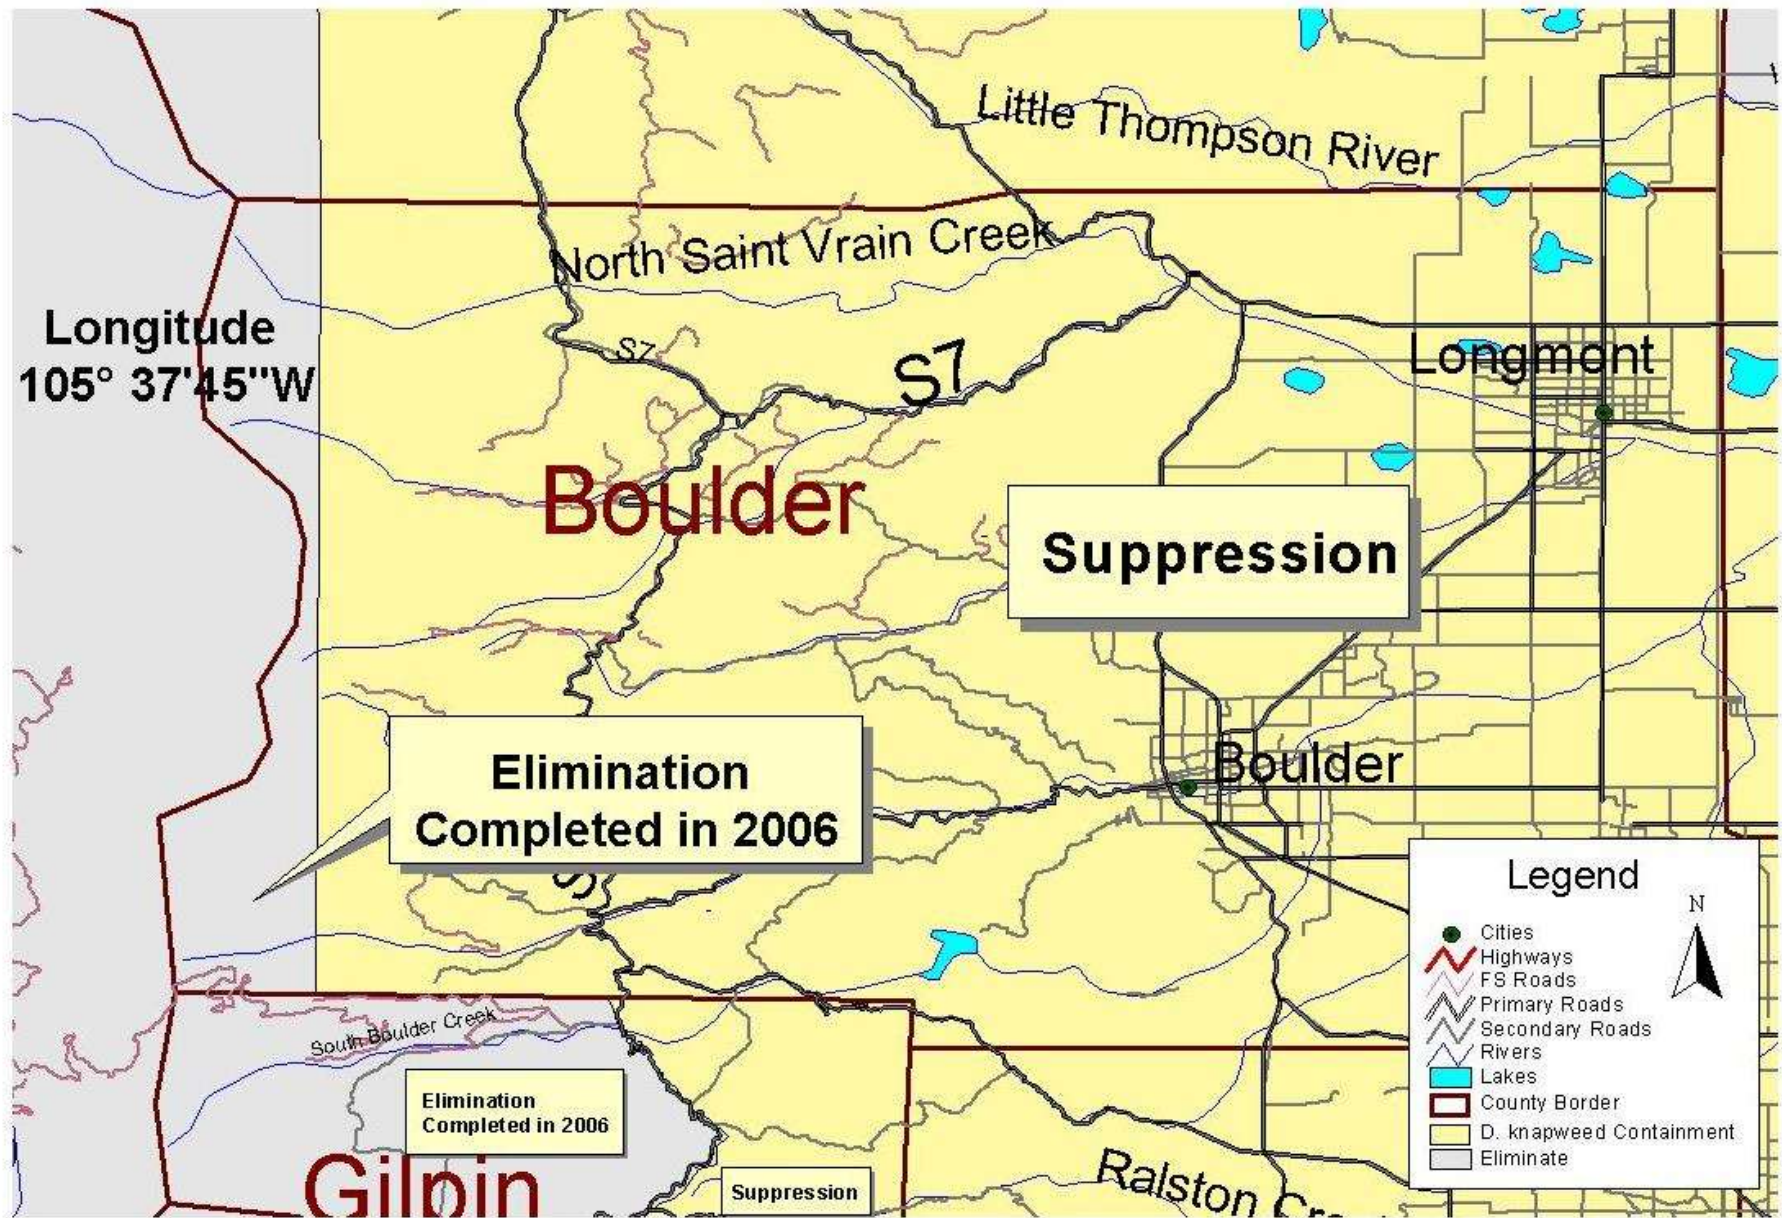 Little Thompson River
North Saint Vrain Creek
Longitude
105° 37'45"W
S7
S7
Longmont
Boulder
Suppression
Elimination
Completed in 2006
Boulder
S
Legend
N
Cities
Highways
FS Roads
Primary Roads
Secondary Roads
Rivers
Lakes
County Border
D. knapweed Containment
Eliminate
South Boulder Creek
Elimination
Completed in 2006
Gilpin
Suppression
Ralston